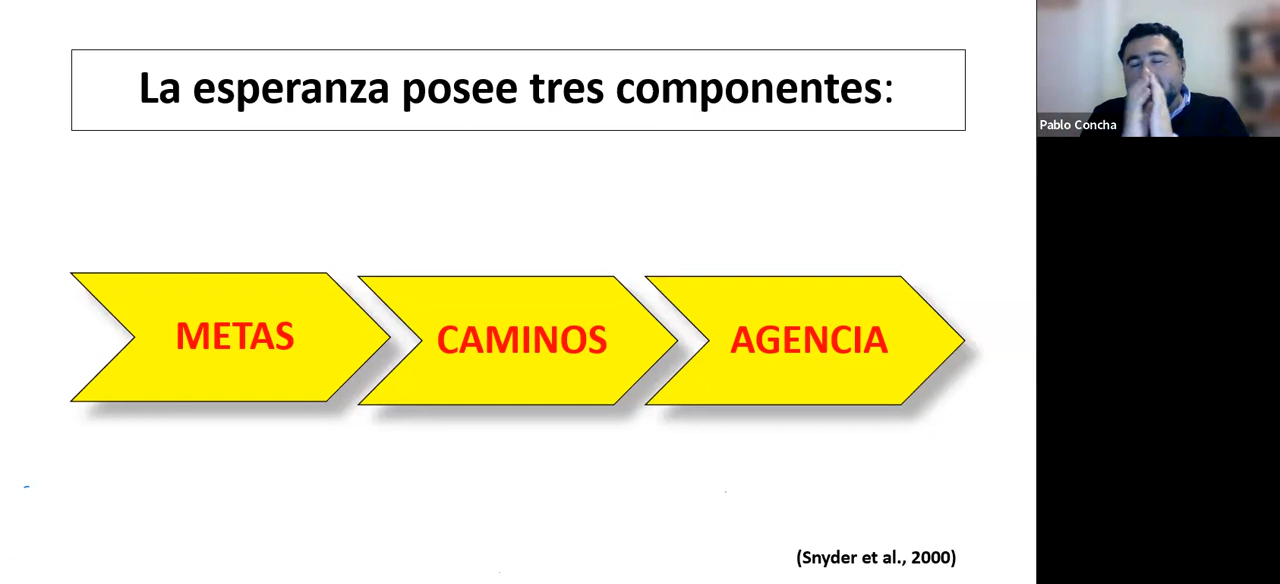 La esperanza posee tres componentes:
Pablo Concha
METAS
CAMINOS
AGENCIA
(Snyder et al., 2000)